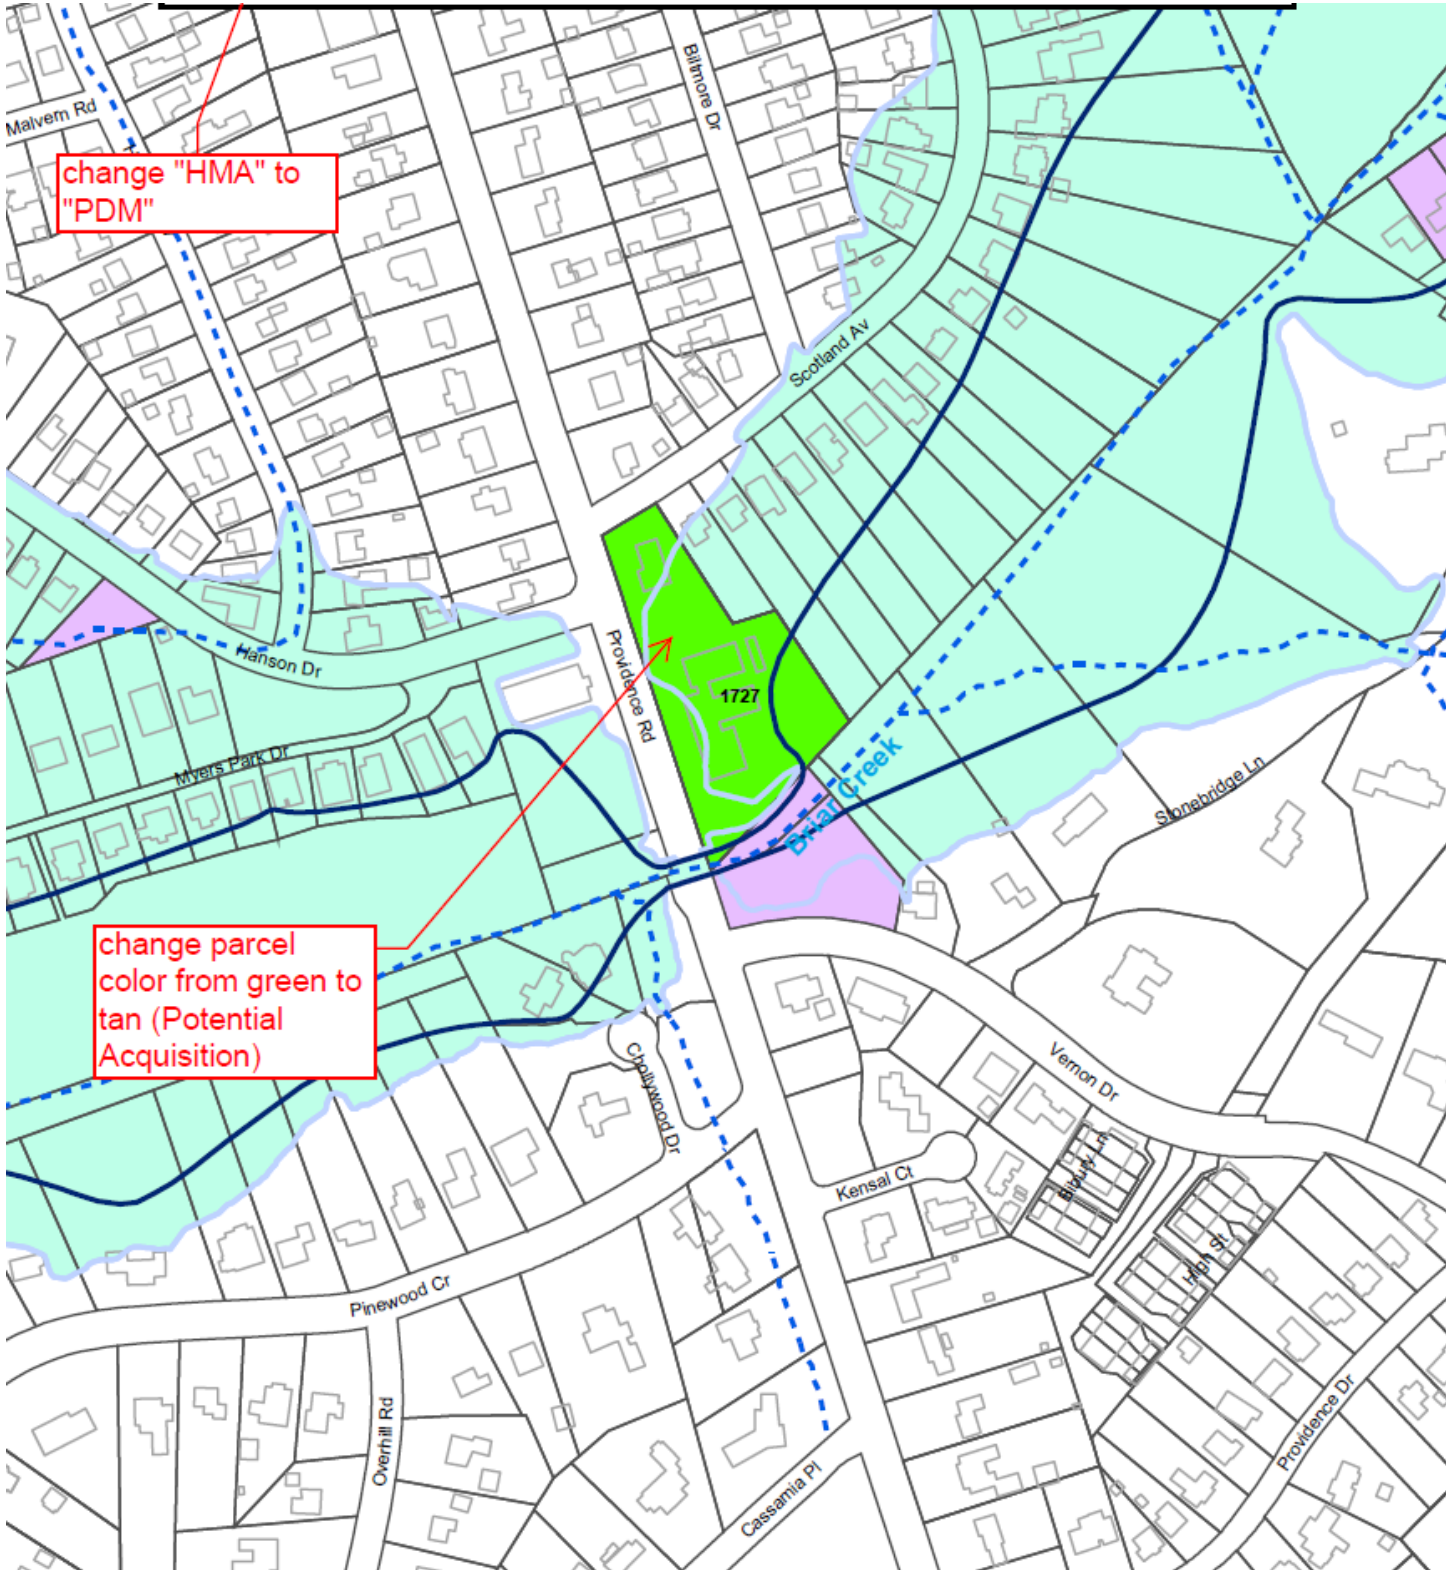 Biltmore Dr
Malvern Rd
change "HMA" to
"PDM"
Scotland Av
Providence Rd
Hanson Dr
1727
Myers Park Dr
Briar Creek
Stonebridge Ln
change parcel
color from green to
tan (Potential
Acquisition)
Chollywood Dr
Vernon Dr
Bibury Ln
Kensal Ct
High St
Pinewood Cr
Overhill Rd
Providence Dr
Cassamia Pl